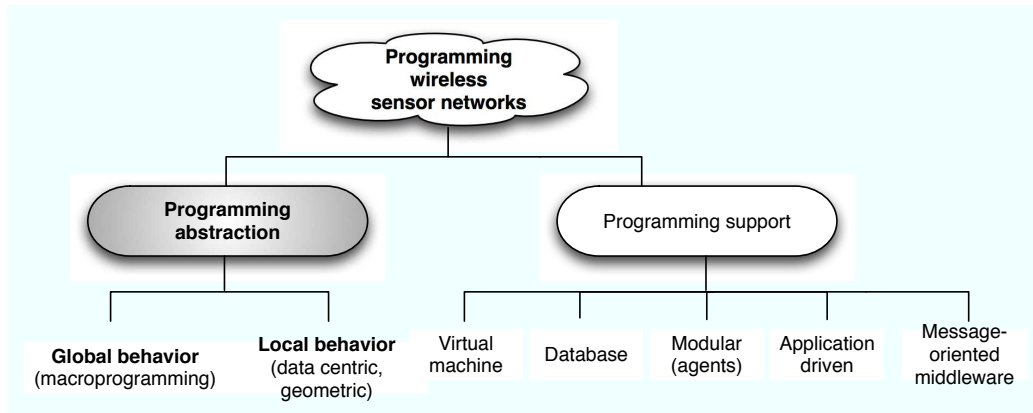 Programming
wireless
sensor networks
Programming
abstraction
Programming support
Global behavior
(macroprogramming)
Local behavior
(data centric,
geometric)
Virtual
machine
Database
Modular
(agents)
Application
driven
Message-
oriented
middleware